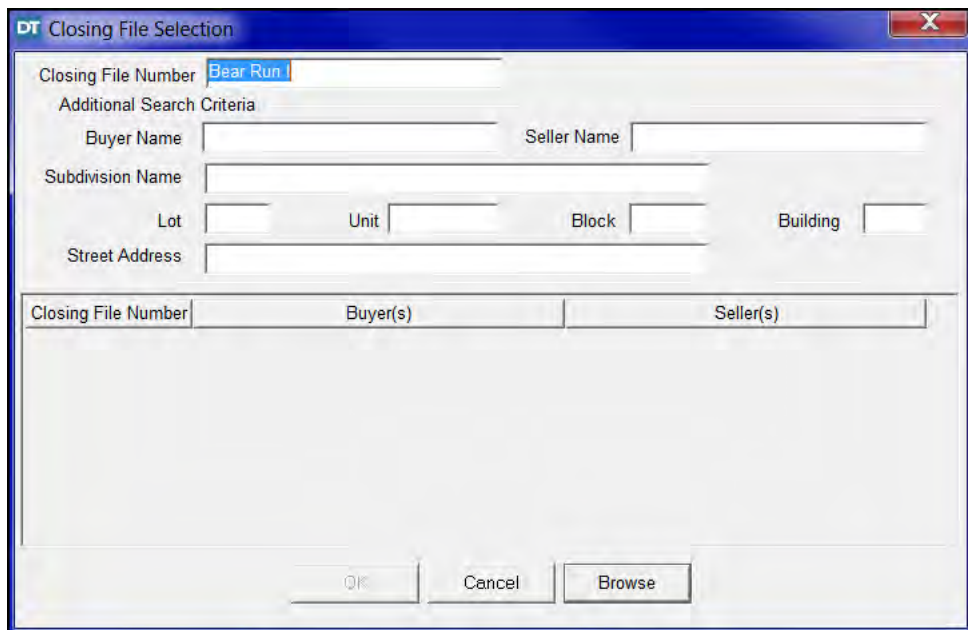 DT Closing File Selection X
Closing File Number Bear Run I
Additional Search Criteria
Buyer Name Seller Name
Subdivision Name
Lot Unit Block Building
Street Address
Closing File Number Buyer(s) Seller(s)
OK Cancel Browse